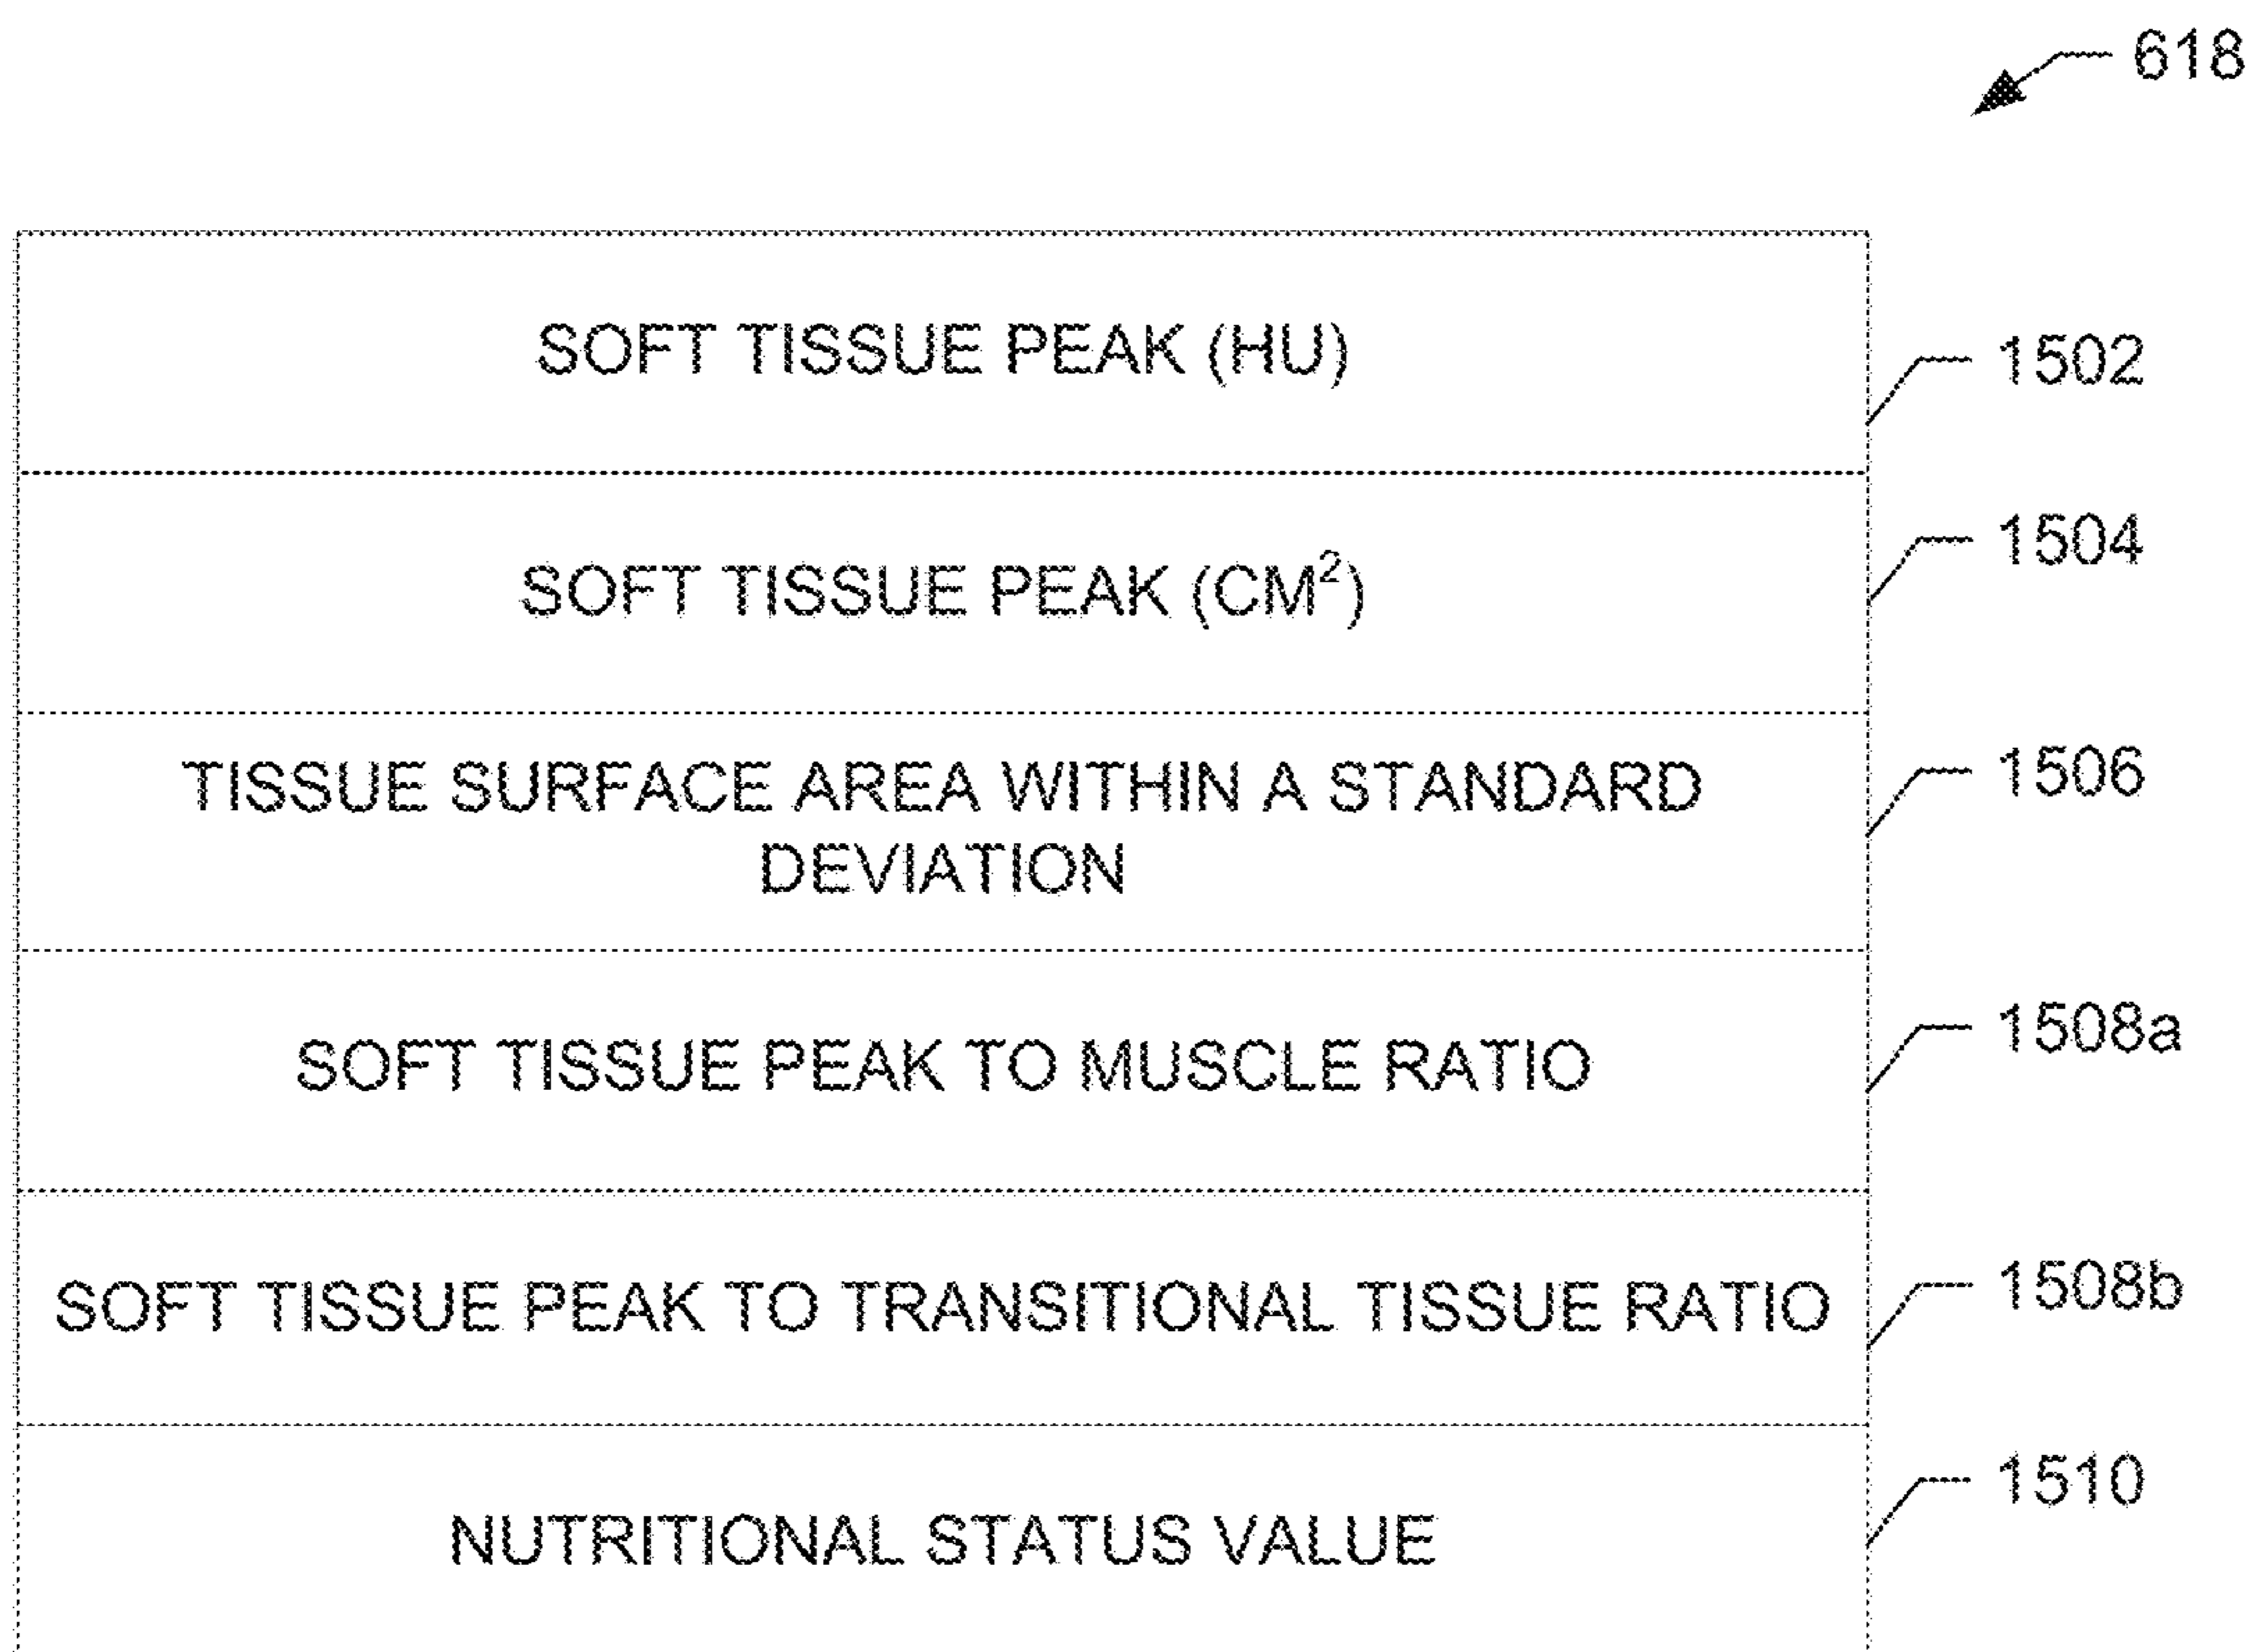 618
SOFT TISSUE PEAK (HU)
1502
SOFT TISSUE PEAK (CM²)
1504
TISSUE SURFACE AREA WITHIN A STANDARD
DEVIATION
1506
SOFT TISSUE PEAK TO MUSCLE RATIO
1508a
SOFT TISSUE PEAK TO TRANSITIONAL TISSUE RATIO
1508b
NUTRITIONAL STATUS VALUE
1510